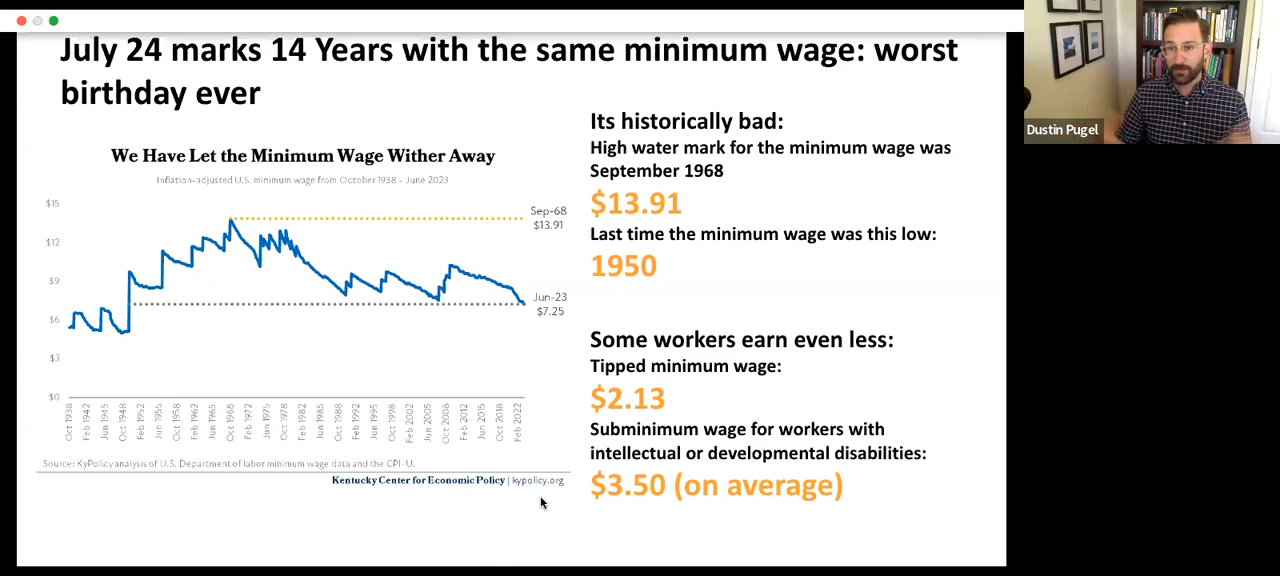 July 24 marks 14 Years with the same minimum wage: worst
birthday ever
We Have Let the Minimum Wage Wither Away
Inflation-adjusted U.S. minimum wage from October 1938 - June 2023
$15
$12
$9
$6
$3
$0
Sep-68
$13.91
Jun-23
$7.25
Oct 1938
Feb 1942
Jun 1945
Oct 1948
Feb 1952
Jun 1955
Oct 1958
Feb 1962
Jun 1965
Oct 1968
Feb 1972
Jun 1975
Oct 1978
Feb 1982
Jun 1985
Oct 1988
Feb 1992
Jun 1995
Oct 1998
Feb 2002
Jun 2005
Oct 2008
Feb 2012
Jun 2015
Oct 2018
Feb 2022
Source: KyPolicy analysis of U.S. Department of labor minimum wage data and the CPI-U.
Kentucky Center for Economic Policy | kypolicy.org
Its historically bad:
High water mark for the minimum wage was
September 1968
$13.91
Last time the minimum wage was this low:
1950
Some workers earn even less:
Tipped minimum wage:
$2.13
Subminimum wage for workers with
intellectual or developmental disabilities:
$3.50 (on average)
Dustin Pugel